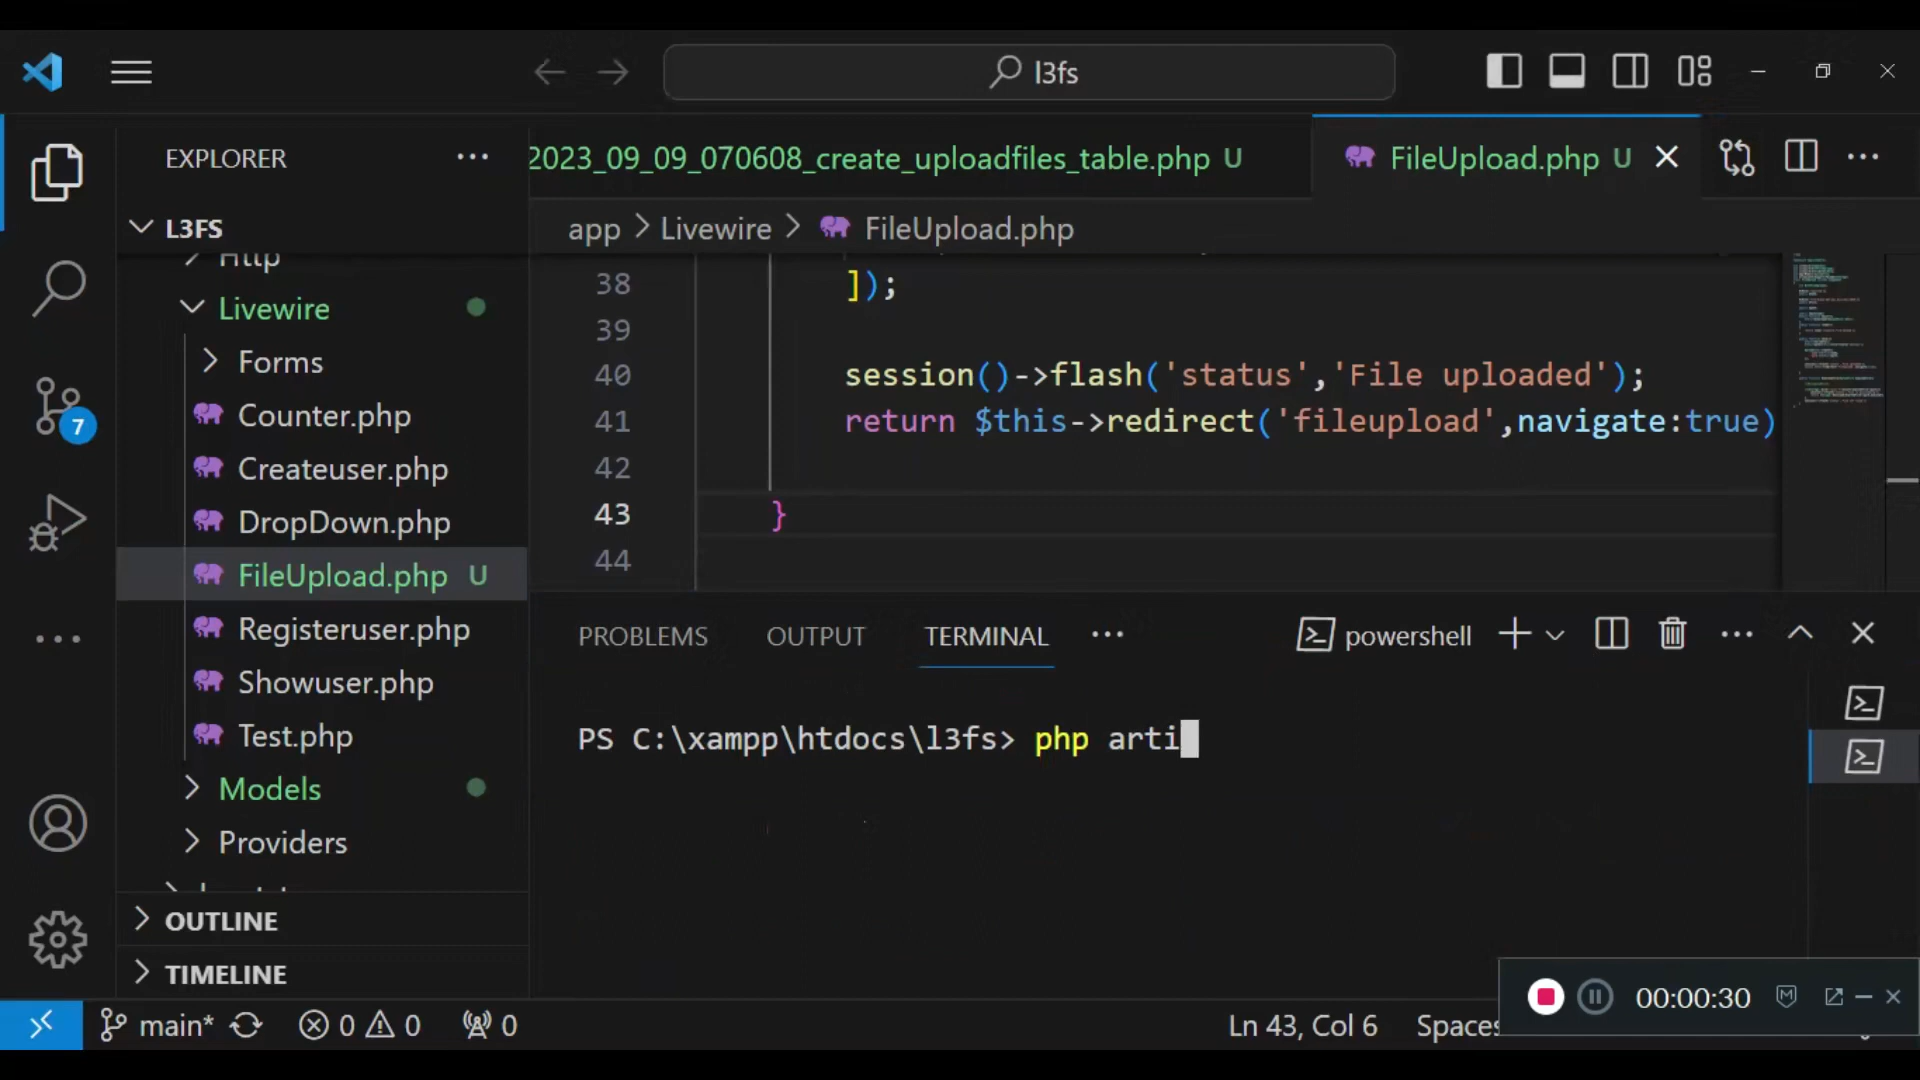 l3fs
EXPLORER
2023_09_09_070608_create_uploadfiles_table.php U
FileUpload.php U
L3FS
app > Livewire > FileUpload.php
Http
Livewire
Forms
Counter.php
Createuser.php
DropDown.php
FileUpload.php U
Registeruser.php
Showuser.php
Test.php
Models
Providers
OUTLINE
TIMELINE
38 ]);
39
40 session()->flash('status','File uploaded');
41 return $this->redirect('fileupload',navigate:true)
42
43 }
44
PROBLEMS OUTPUT TERMINAL
powershell
PS C:\xampp\htdocs\l3fs> php arti
7
00:00:30
main* 0 0 0
Ln 43, Col 6 Spaces